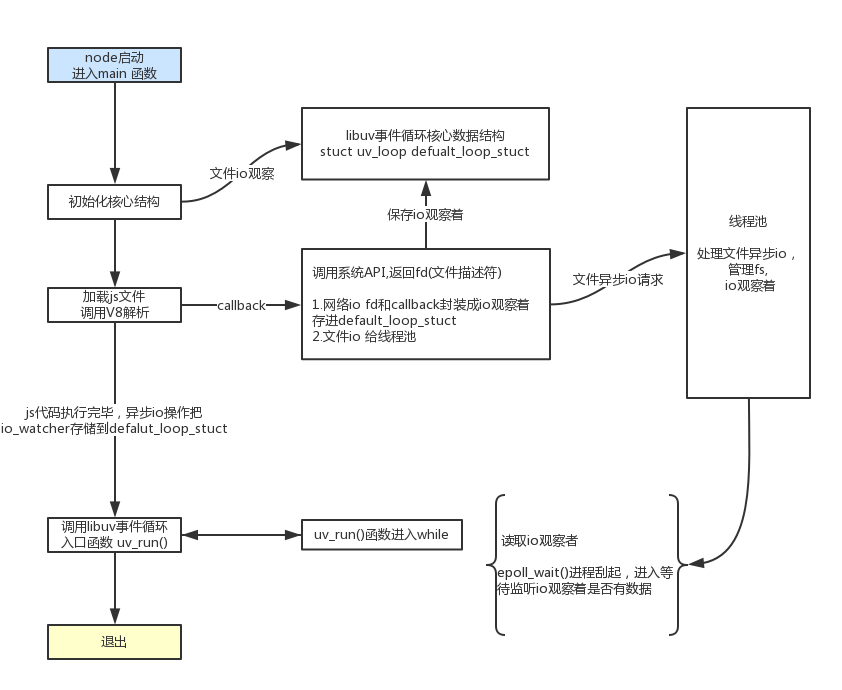 node启动
进入main 函数
libuv事件循环核心数据结构
stuct uv_loop defualt_loop_stuct
文件io观察
初始化核心结构
保存io观察着
线程池
处理文件异步io，
管理fs,
io观察着
调用系统API,返回fd(文件描述符)
1.网络io fd和callback封装成io观察着
存进default_loop_stuct
2.文件io 给线程池
文件异步io请求
加载js文件
调用V8解析
callback
js代码执行完毕，异步io操作把
io_watcher存储到defalut_loop_stuct
调用libuv事件循环
入口函数 uv_run()
uv_run()函数进入while
读取io观察者
epoll_wait()进程刮起，进入等
待监听io观察着是否有数据
退出